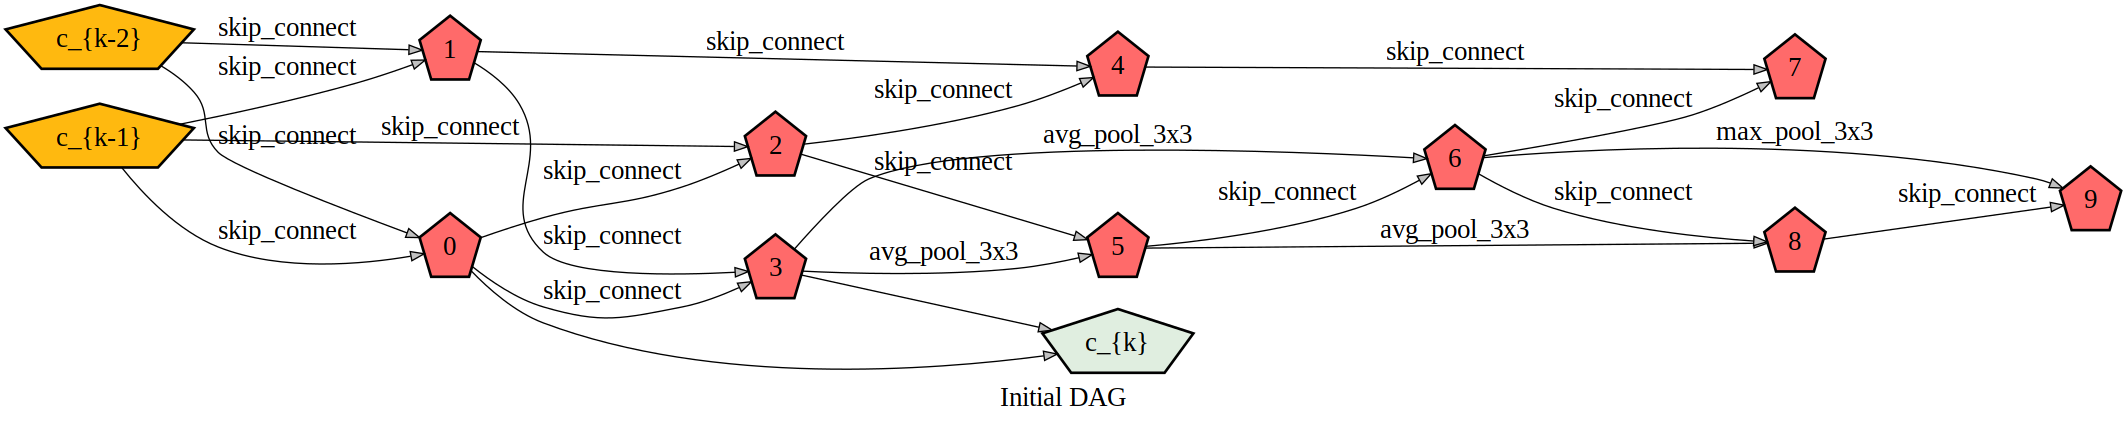 c_{k-2}
skip_connect
1
skip_connect
4
skip_connect
7
skip_connect
skip_connect
skip_connect
c_{k-1}
skip_connect
skip_connect
2
avg_pool_3x3
6
max_pool_3x3
skip_connect
skip_connect
skip_connect
skip_connect
skip_connect
9
skip_connect
0
skip_connect
3
avg_pool_3x3
5
avg_pool_3x3
8
skip_connect
c_{k}
Initial DAG